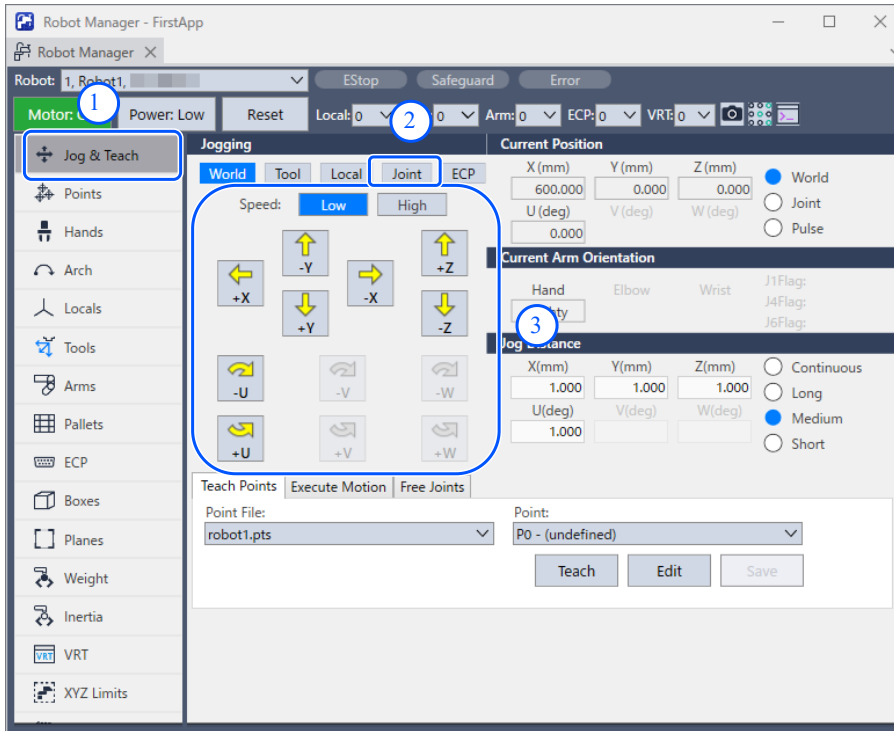 Robot Manager - FirstApp
Robot Manager
Robot: 1, Robot1, EStop Safeguard Error
Motor: Power: Low Reset Local: 0 0 Arm: 0 ECP: 0 VRT: 0
1
2
Jog & Teach
Points
Hands
Arch
Locals
Tools
Arms
Pallets
ECP
Boxes
Planes
Weight
Inertia
VRT
XYZ Limits
Jogging
World Tool Local Joint ECP
Speed: Low High
-Y +Z
+X -X
+Y -Z
-U -V -W
+U +V +W
Current Position
X (mm) Y (mm) Z (mm)
600.000 0.000 0.000
U (deg) V (deg) W (deg)
0.000
World
Joint
Pulse
Current Arm Orientation
Hand Elbow Wrist
J1Flag:
J4Flag:
J6Flag:
3
Jog Distance
X(mm) Y(mm) Z(mm)
1.000 1.000 1.000
U(deg) V(deg) W(deg)
1.000
Continuous
Long
Medium
Short
Teach Points Execute Motion Free Joints
Point File: Point:
robot1.pts P0 - (undefined)
Teach Edit Save